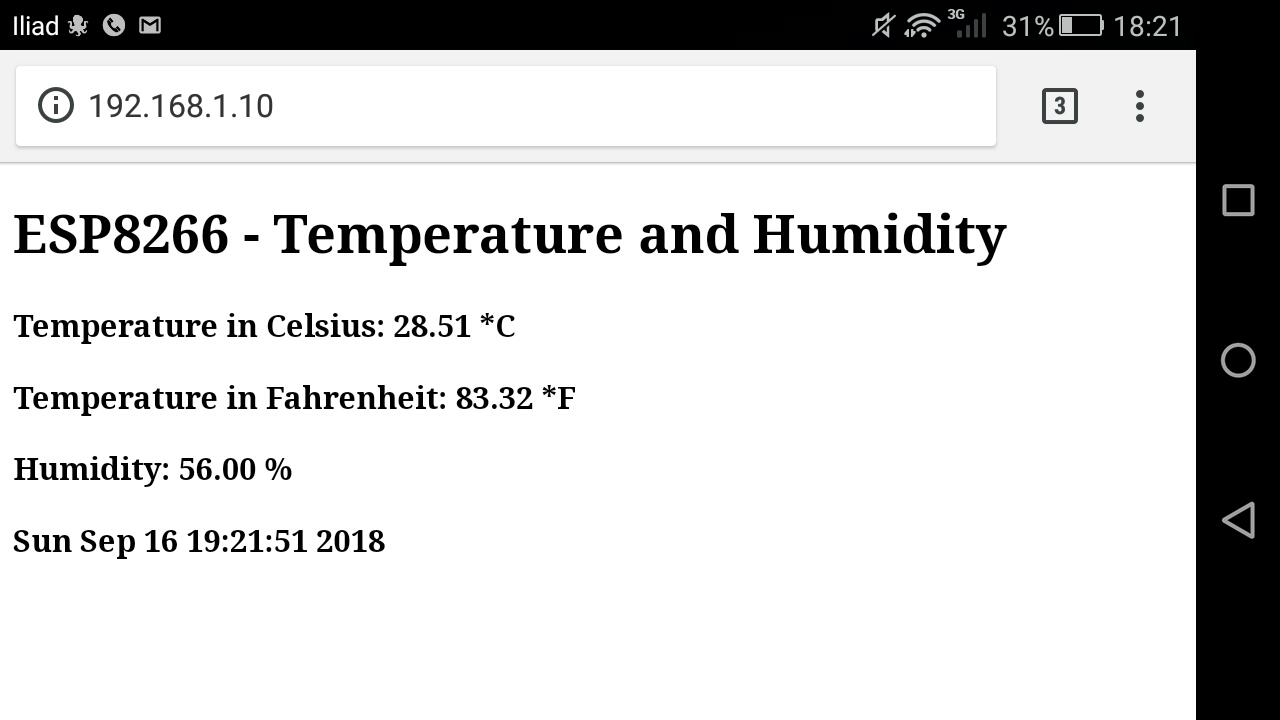 Iliad 3G 31% 18:21
192.168.1.10 3
ESP8266 - Temperature and Humidity
Temperature in Celsius: 28.51 *C
Temperature in Fahrenheit: 83.32 *F
Humidity: 56.00 %
Sun Sep 16 19:21:51 2018